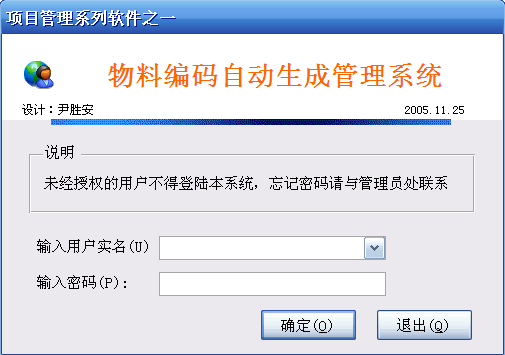 项目管理系列软件之一
物料编码自动生成管理系统
设计：尹胜安
2005.11.25
说明
未经授权的用户不得登陆本系统，忘记密码请与管理员处联系
输入用户实名(U)
输入密码(P)：
确定(O) 退出(Q)